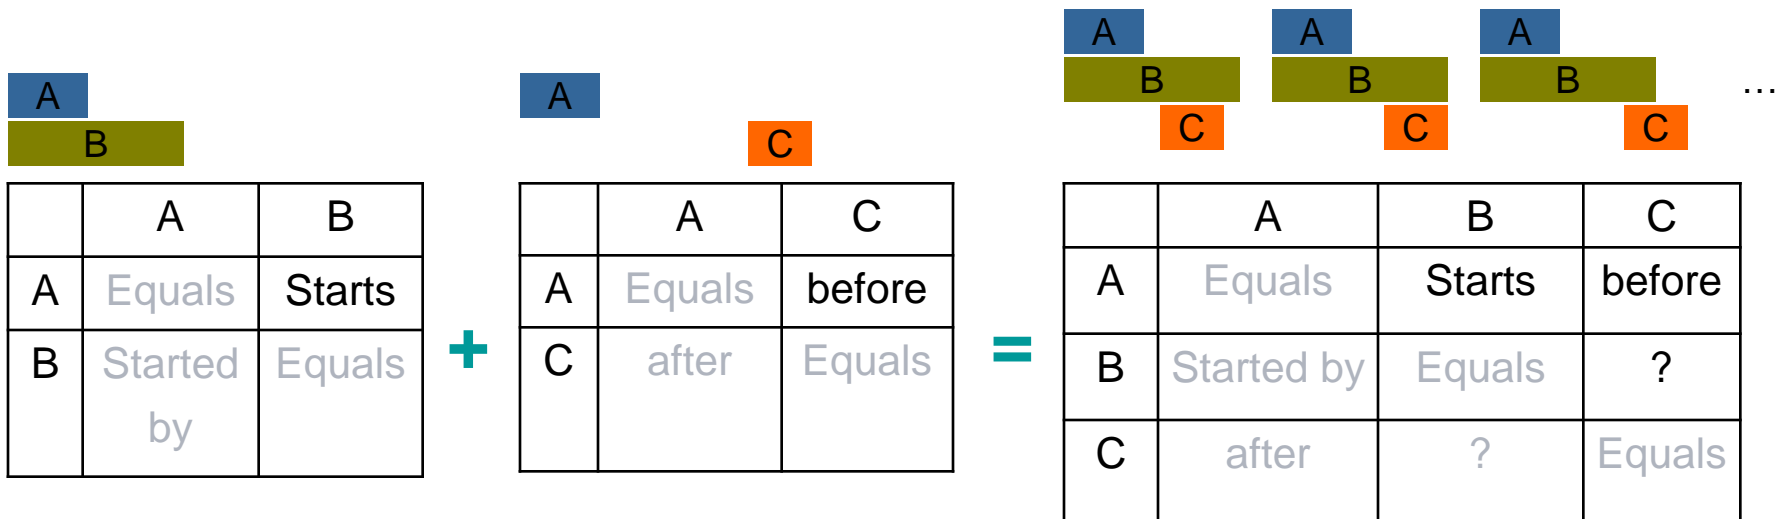 A
B
A B
A Equals Starts
B Started by Equals
+
A
C
A C
A Equals before
C after Equals
=
A A A
B B B ...
C C C
A B C
A Equals Starts before
B Started by Equals ?
C after ? Equals